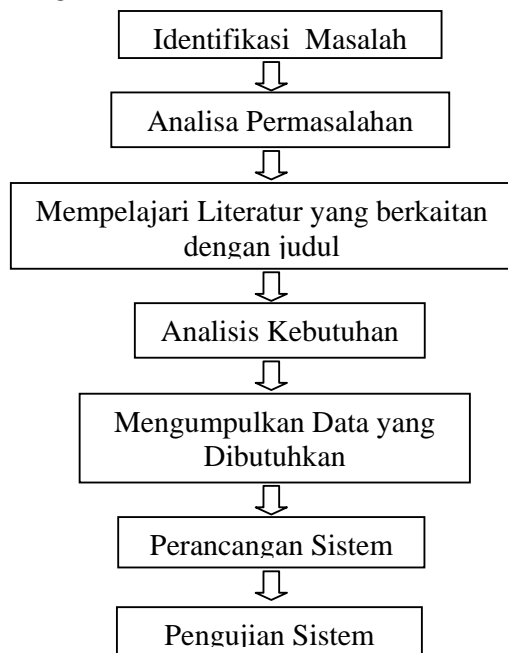 Identifikasi Masalah
Analisa Permasalahan
Mempelajari Literatur yang berkaitan
dengan judul
Analisis Kebutuhan
Mengumpulkan Data yang
Dibutuhkan
Perancangan Sistem
Pengujian Sistem